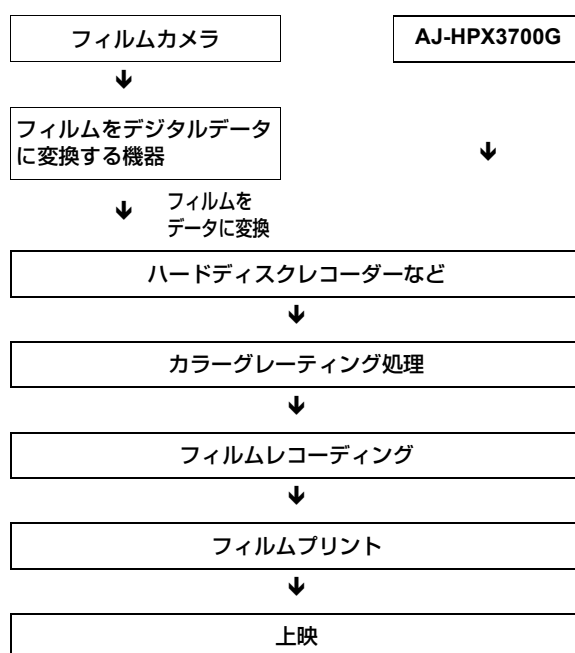 フィルムカメラ
AJ-HPX3700G
フィルムをデジタルデータ
に変換する機器
フィルムを
データに変換
ハードディスクレコーダーなど
カラーグレーティング処理
フィルムレコーディング
フィルムプリント
上映